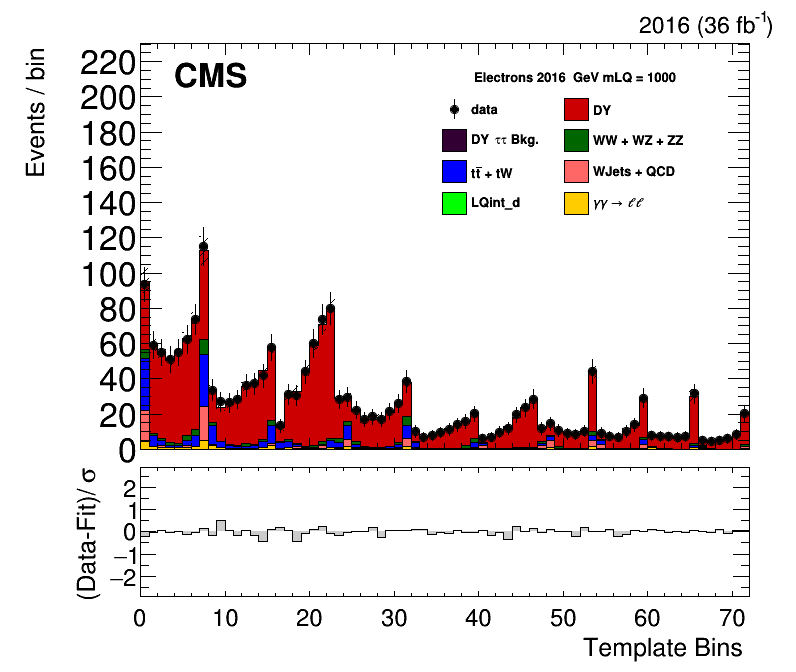 2016 (36 fb-1)
CMS
Electrons 2016 GeV mLQ = 1000
data
DY
DY ττ Bkg.
WW + WZ + ZZ
tt̄ + tW
WJets + QCD
LQint_d
γγ → ℓℓ
Events / bin
220
200
180
160
140
120
100
80
60
40
20
0
(Data-Fit)/ σ
2
1
0
−1
−2
0 10 20 30 40 50 60 70
Template Bins